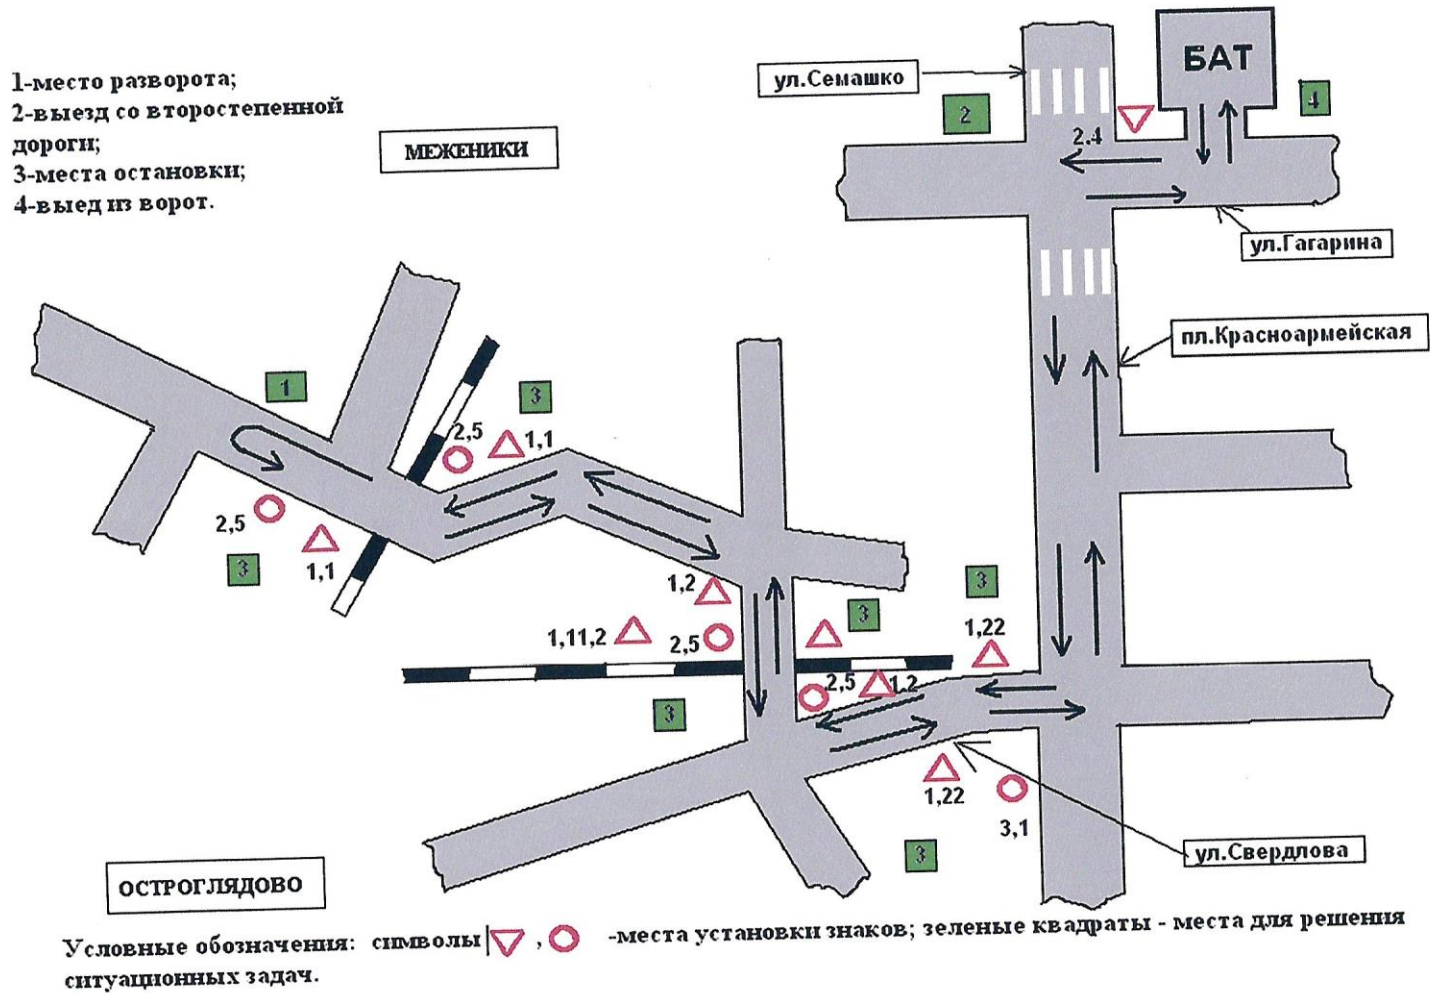 1-место разворота;
2-выезд со второстепенной
дороги;
3-места остановки;
4-выед из ворот.
МЕЖЕНИКИ
ул.Семашко
БАТ
2
4
2.4
ул.Гагарина
пл.Красноармейская
1
3
2,5
1,1
2,5
3
1,1
1,2
3
3
1,11,2
2,5
1,22
2,5
1,2
3
1,22
3,1
3
ул.Свердлова
ОСТРОГЛЯДОВО
Условные обозначения: символы , -места установки знаков; зеленые квадраты - места для решения
ситуационных задач.